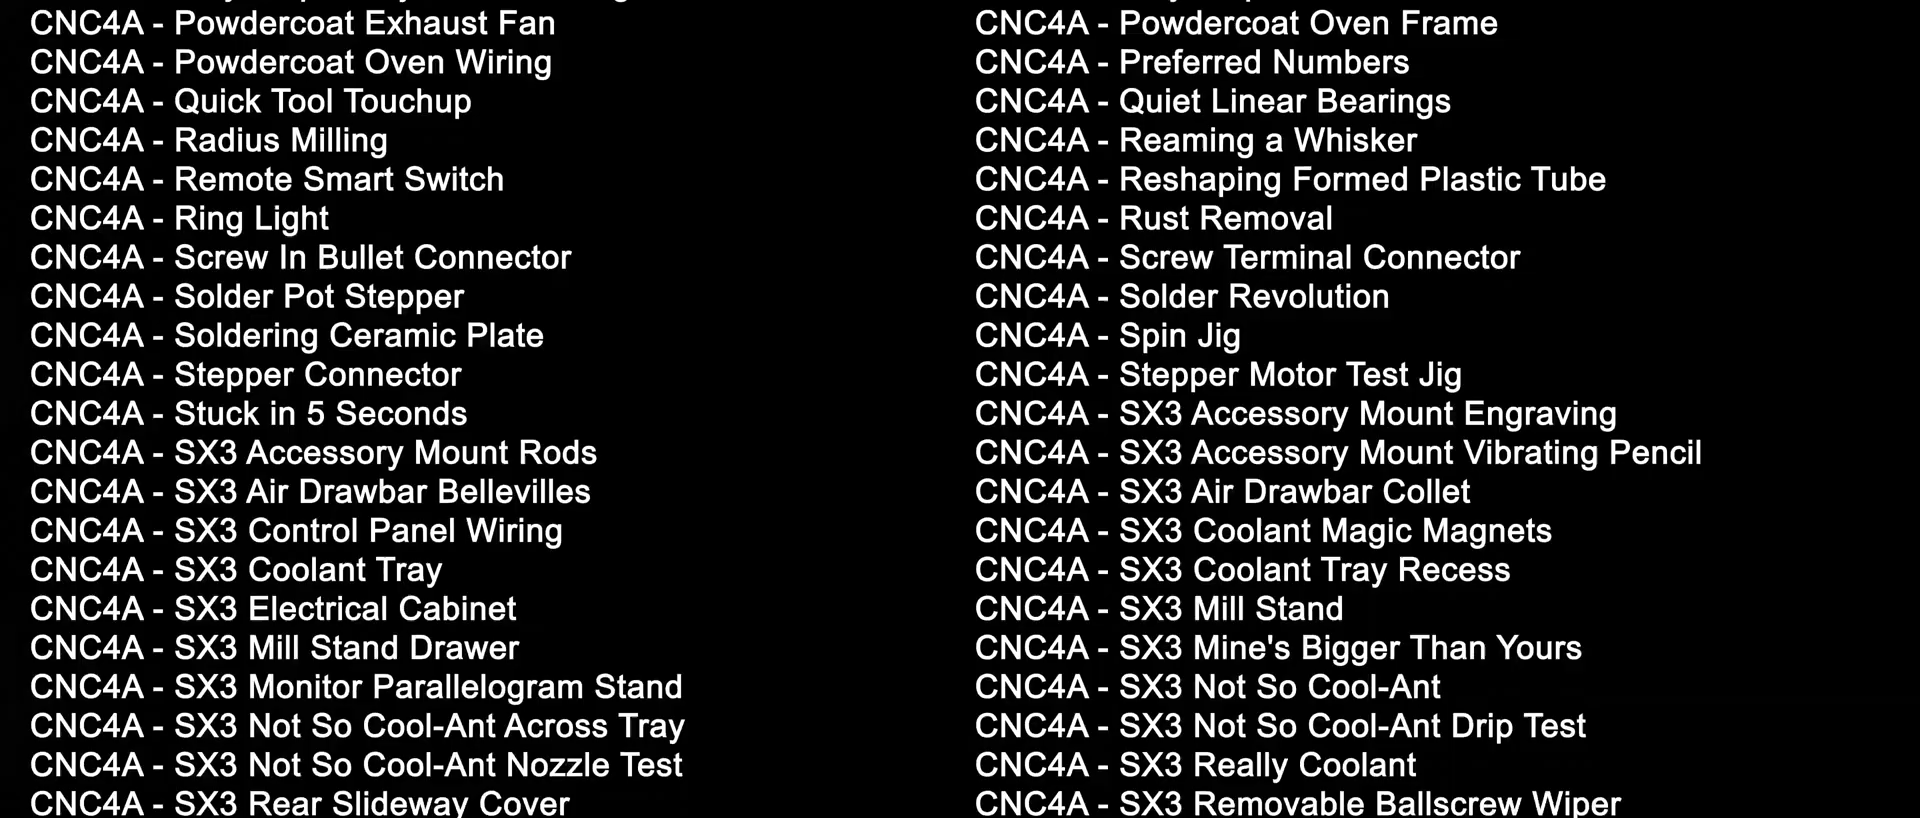 CNC4A - Powdercoat Exhaust Fan
CNC4A - Powdercoat Oven Frame
CNC4A - Powdercoat Oven Wiring
CNC4A - Preferred Numbers
CNC4A - Quick Tool Touchup
CNC4A - Quiet Linear Bearings
CNC4A - Radius Milling
CNC4A - Reaming a Whisker
CNC4A - Remote Smart Switch
CNC4A - Reshaping Formed Plastic Tube
CNC4A - Ring Light
CNC4A - Rust Removal
CNC4A - Screw In Bullet Connector
CNC4A - Screw Terminal Connector
CNC4A - Solder Pot Stepper
CNC4A - Solder Revolution
CNC4A - Soldering Ceramic Plate
CNC4A - Spin Jig
CNC4A - Stepper Connector
CNC4A - Stepper Motor Test Jig
CNC4A - Stuck in 5 Seconds
CNC4A - SX3 Accessory Mount Engraving
CNC4A - SX3 Accessory Mount Rods
CNC4A - SX3 Accessory Mount Vibrating Pencil
CNC4A - SX3 Air Drawbar Bellevilles
CNC4A - SX3 Air Drawbar Collet
CNC4A - SX3 Control Panel Wiring
CNC4A - SX3 Coolant Magic Magnets
CNC4A - SX3 Coolant Tray
CNC4A - SX3 Coolant Tray Recess
CNC4A - SX3 Electrical Cabinet
CNC4A - SX3 Mill Stand
CNC4A - SX3 Mill Stand Drawer
CNC4A - SX3 Mine's Bigger Than Yours
CNC4A - SX3 Monitor Parallelogram Stand
CNC4A - SX3 Not So Cool-Ant
CNC4A - SX3 Not So Cool-Ant Across Tray
CNC4A - SX3 Not So Cool-Ant Drip Test
CNC4A - SX3 Not So Cool-Ant Nozzle Test
CNC4A - SX3 Really Coolant
CNC4A - SX3 Rear Slideway Cover
CNC4A - SX3 Removable Ballscrew Wiper